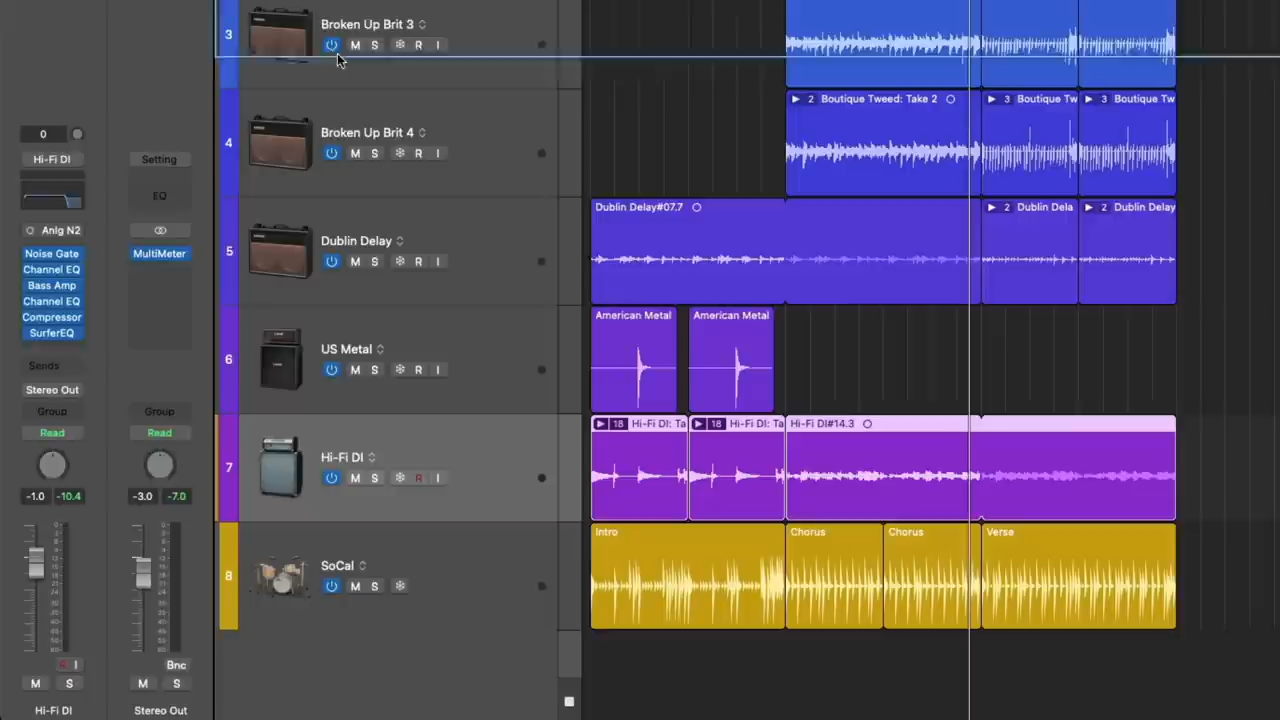 3 Broken Up Brit 3
M S R I
4 Broken Up Brit 4
M S R I
2 Boutique Tweed: Take 2
3 Boutique Tw
3 Boutique Tw
5 Dublin Delay
M S R I
Dublin Delay#07.7
2 Dublin Dela
2 Dublin Delay
6 US Metal
M S R I
American Metal
American Metal
7 Hi-Fi DI
M S R I
18 Hi-Fi DI: Ta
18 Hi-Fi DI: Ta
Hi-Fi DI#14.3
8 SoCal
M S
Intro
Chorus
Chorus
Verse
0
Hi-Fi DI
Anlg N2
Noise Gate
Channel EQ
Bass Amp
Channel EQ
Compressor
SurferEQ
Sends
Stereo Out
Group
Read
-1.0 -10.4
R I
M S
Hi-Fi DI
Setting
EQ
MultiMeter
Group
Read
-3.0 -7.0
Bnc
M S
Stereo Out